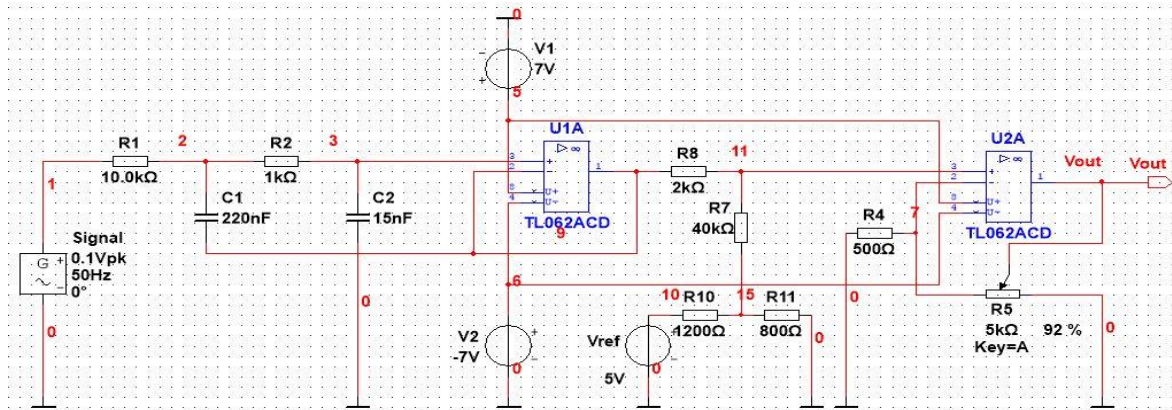 0
V1
7V
5
R1
10.0kΩ
2
R2
1kΩ
3
U1A
3
2
8
4
+
−
U+
U−
▷ ∞
1
TL062ACD
9
R8
2kΩ
11
U2A
3
2
8
4
+
−
U+
U−
▷ ∞
1
TL062ACD
Vout
Vout
1
C1
220nF
C2
15nF
R7
40kΩ
R4
500Ω
7
Signal
0.1Vpk
50Hz
0°
G
+
~
−
0
0
6
V2
-7V
+
−
0
10
R10
1200Ω
15
R11
800Ω
0
Vref
5V
0
0
R5
5kΩ
92 %
Key=A
0